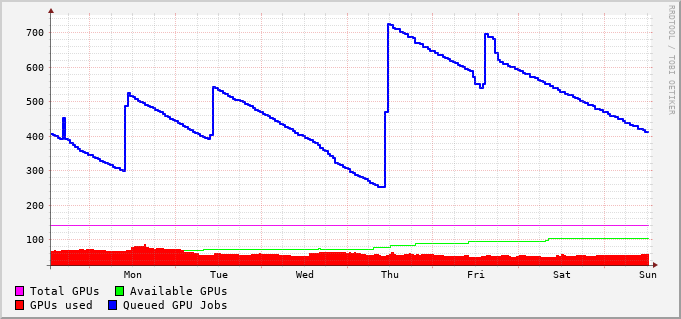 RRDTOOL / TOBI OETIKER
700
600
500
400
300
200
100
Mon Tue Wed Thu Fri Sat Sun
Total GPUs Available GPUs
GPUs used Queued GPU Jobs